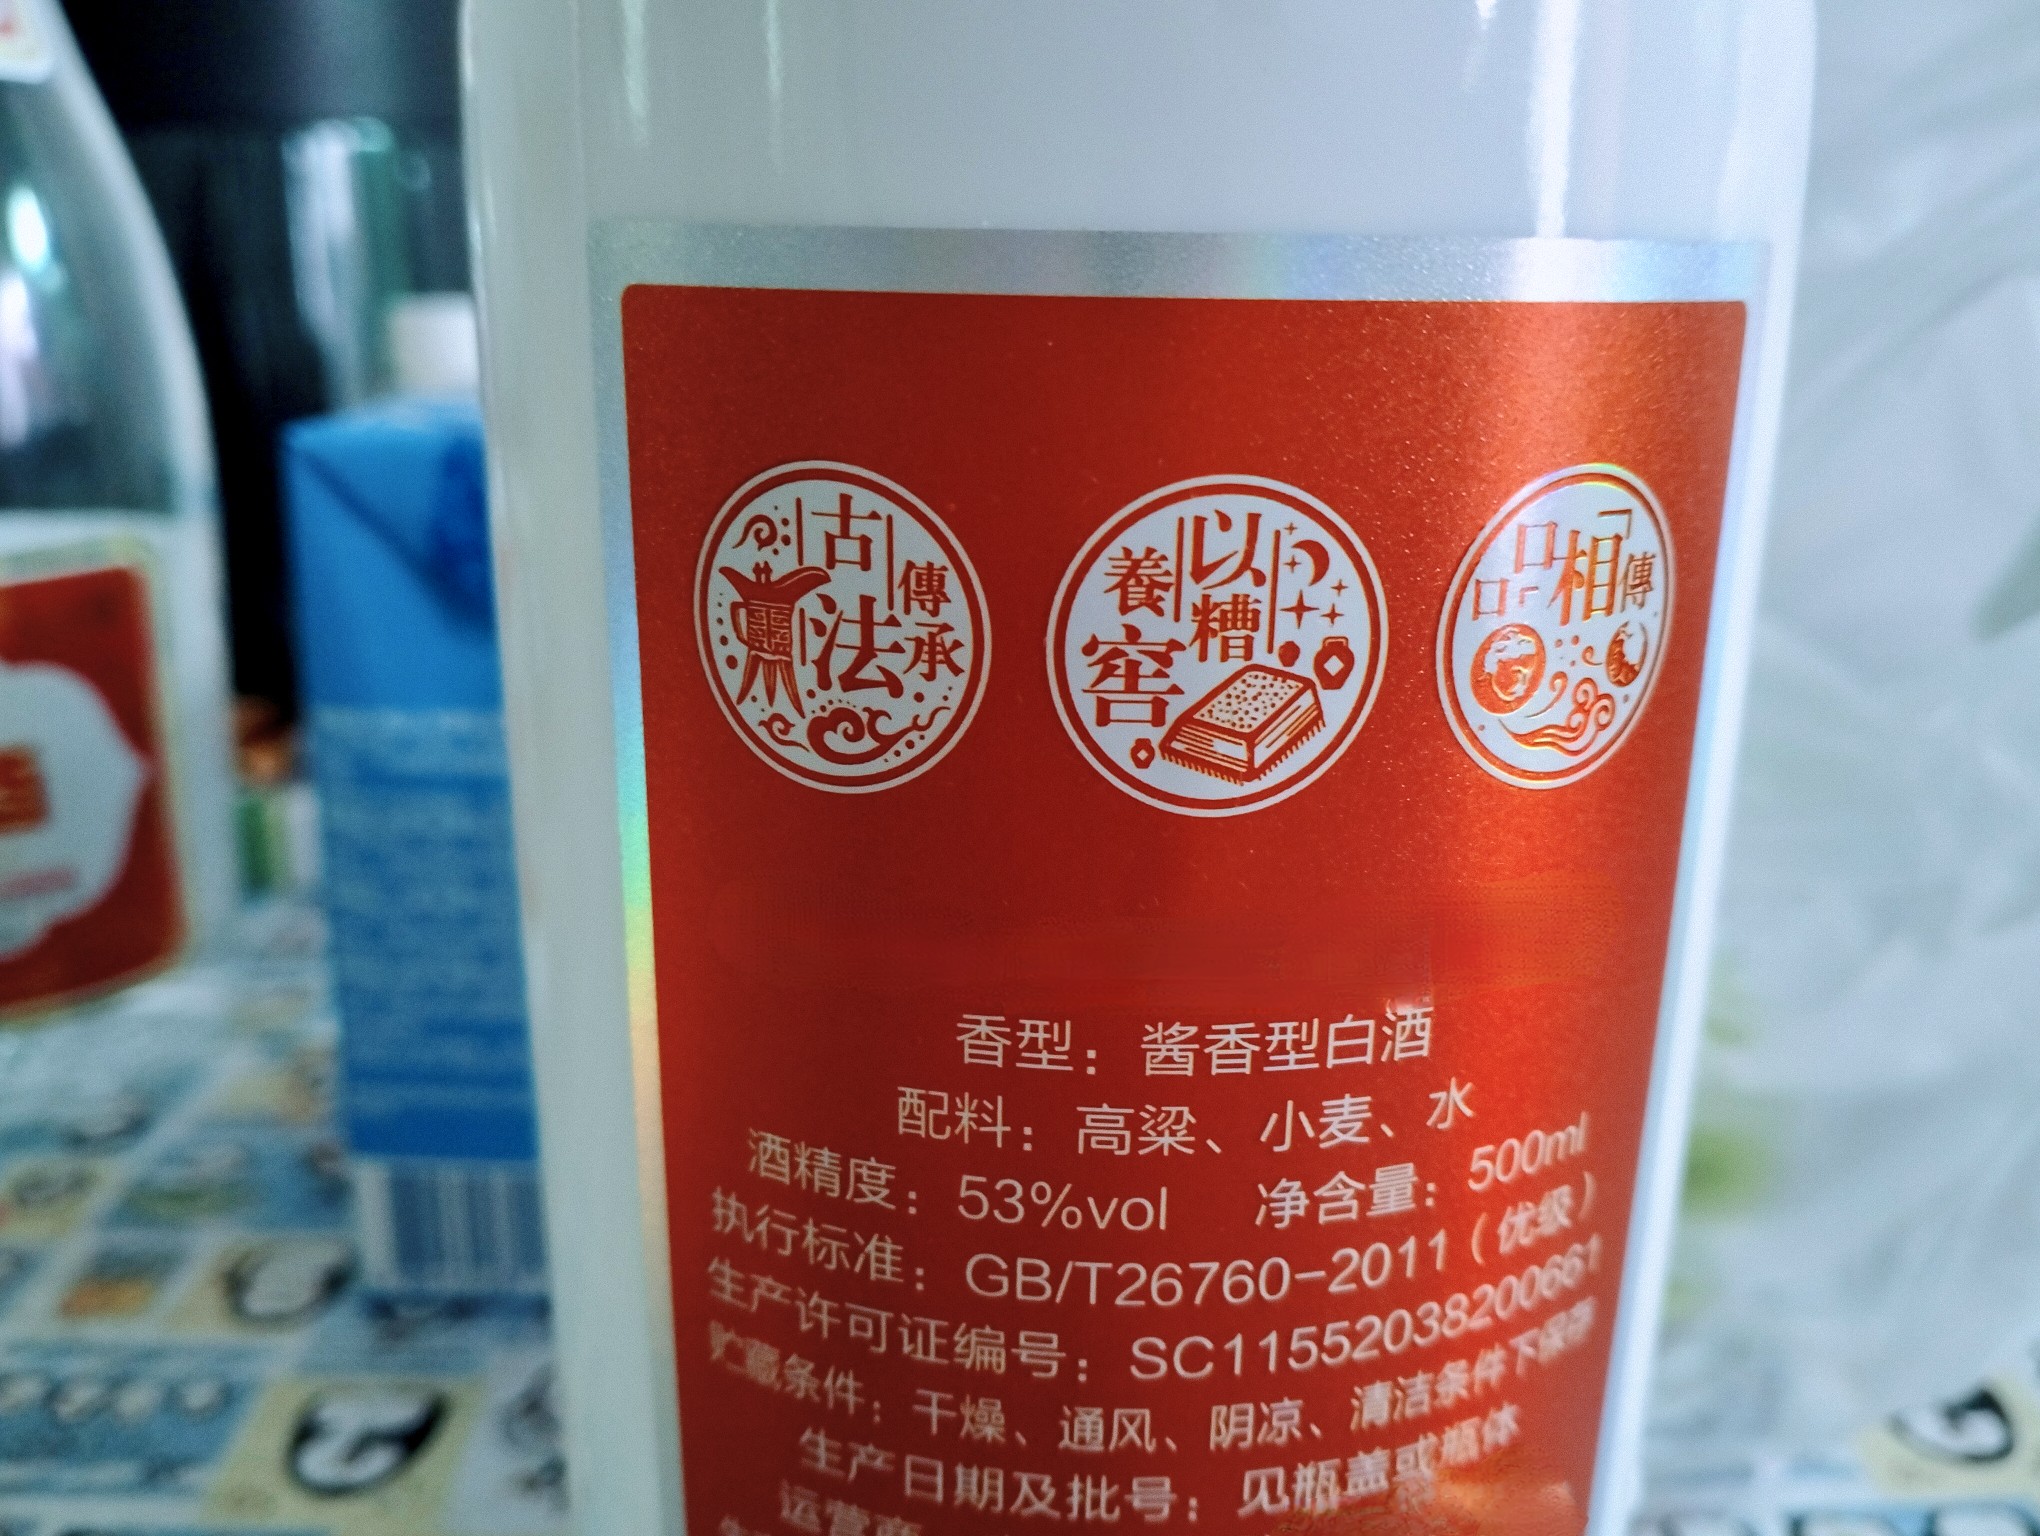 古法
傳承
以糟
養窖
口口
相傳
香型：酱香型白酒
配料：高粱、小麦、水
酒精度：53%vol 净含量：500ml
执行标准：GB/T26760-2011（优级）
生产许可证编号：SC11552038200661
贮藏条件：干燥、通风、阴凉、清洁条件下保存
生产日期及批号：见瓶盖或瓶体
运营商